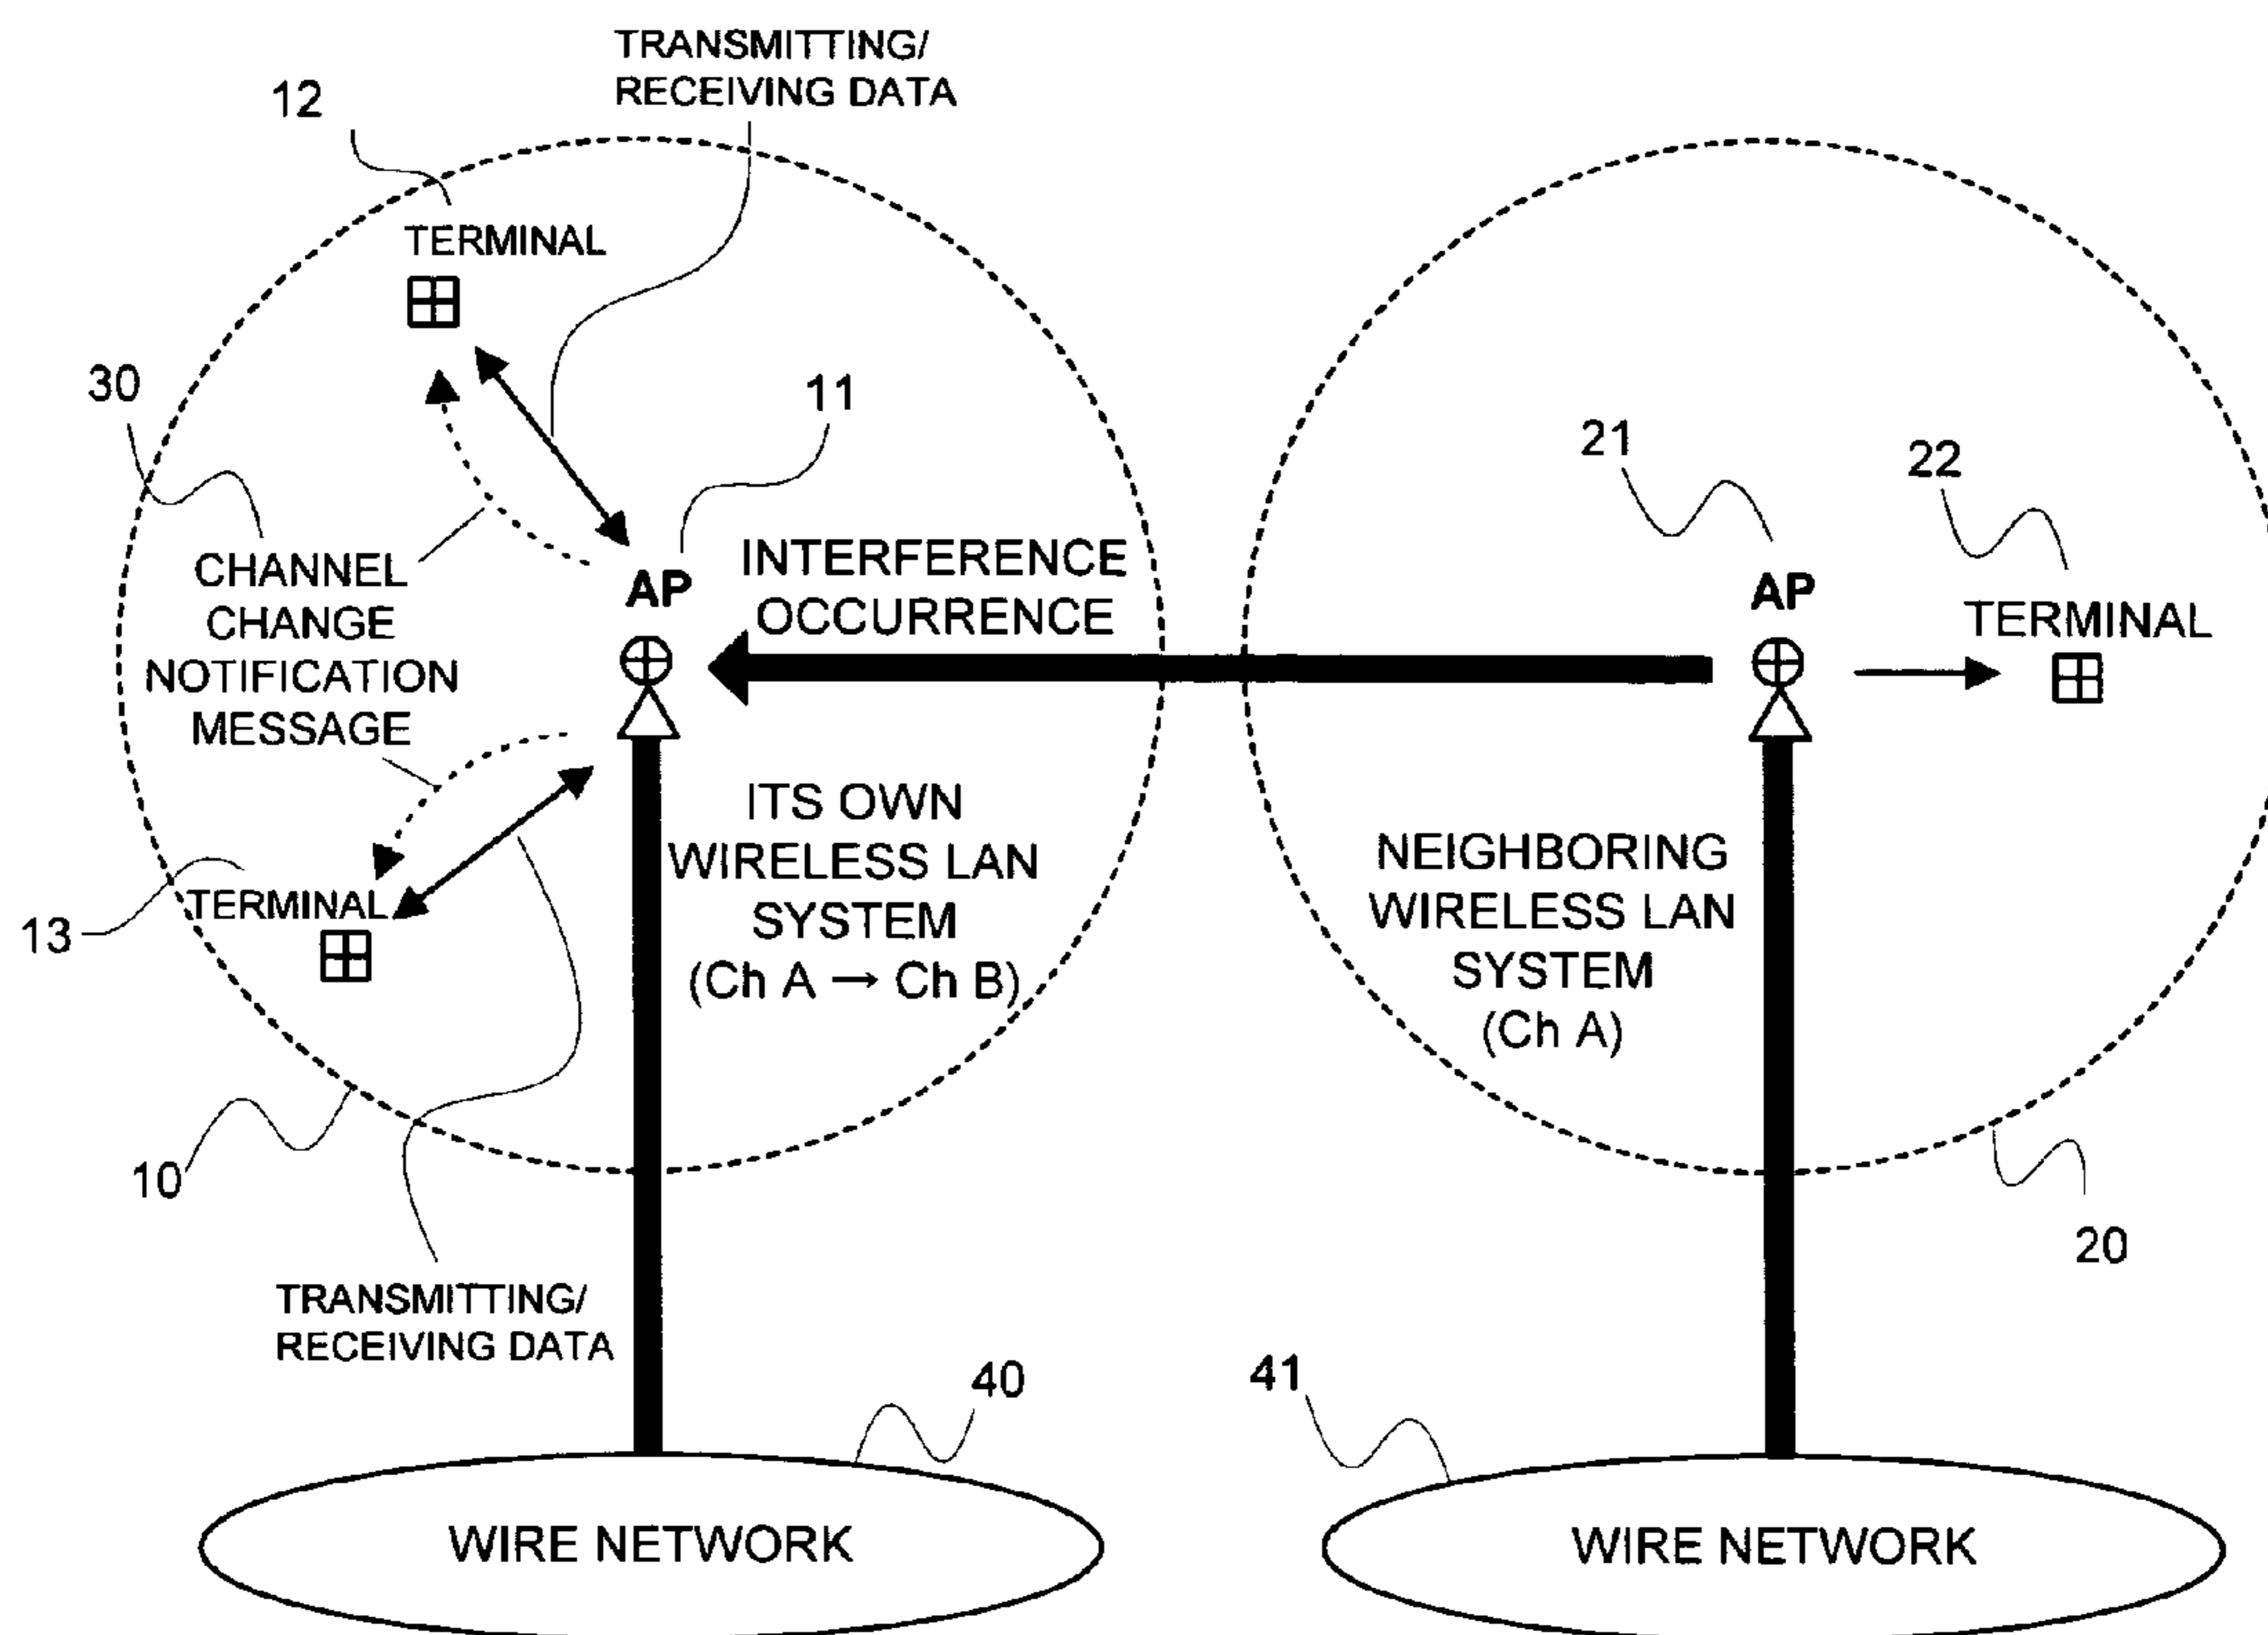 TRANSMITTING/
RECEIVING DATA
12
TERMINAL
30
11
CHANNEL
CHANGE
NOTIFICATION
MESSAGE
AP
INTERFERENCE
OCCURRENCE
21
22
AP
TERMINAL
ITS OWN
WIRELESS LAN
SYSTEM
(Ch A → Ch B)
NEIGHBORING
WIRELESS LAN
SYSTEM
(Ch A)
TERMINAL
13
10
20
TRANSMITTING/
RECEIVING DATA
40
41
WIRE NETWORK
WIRE NETWORK